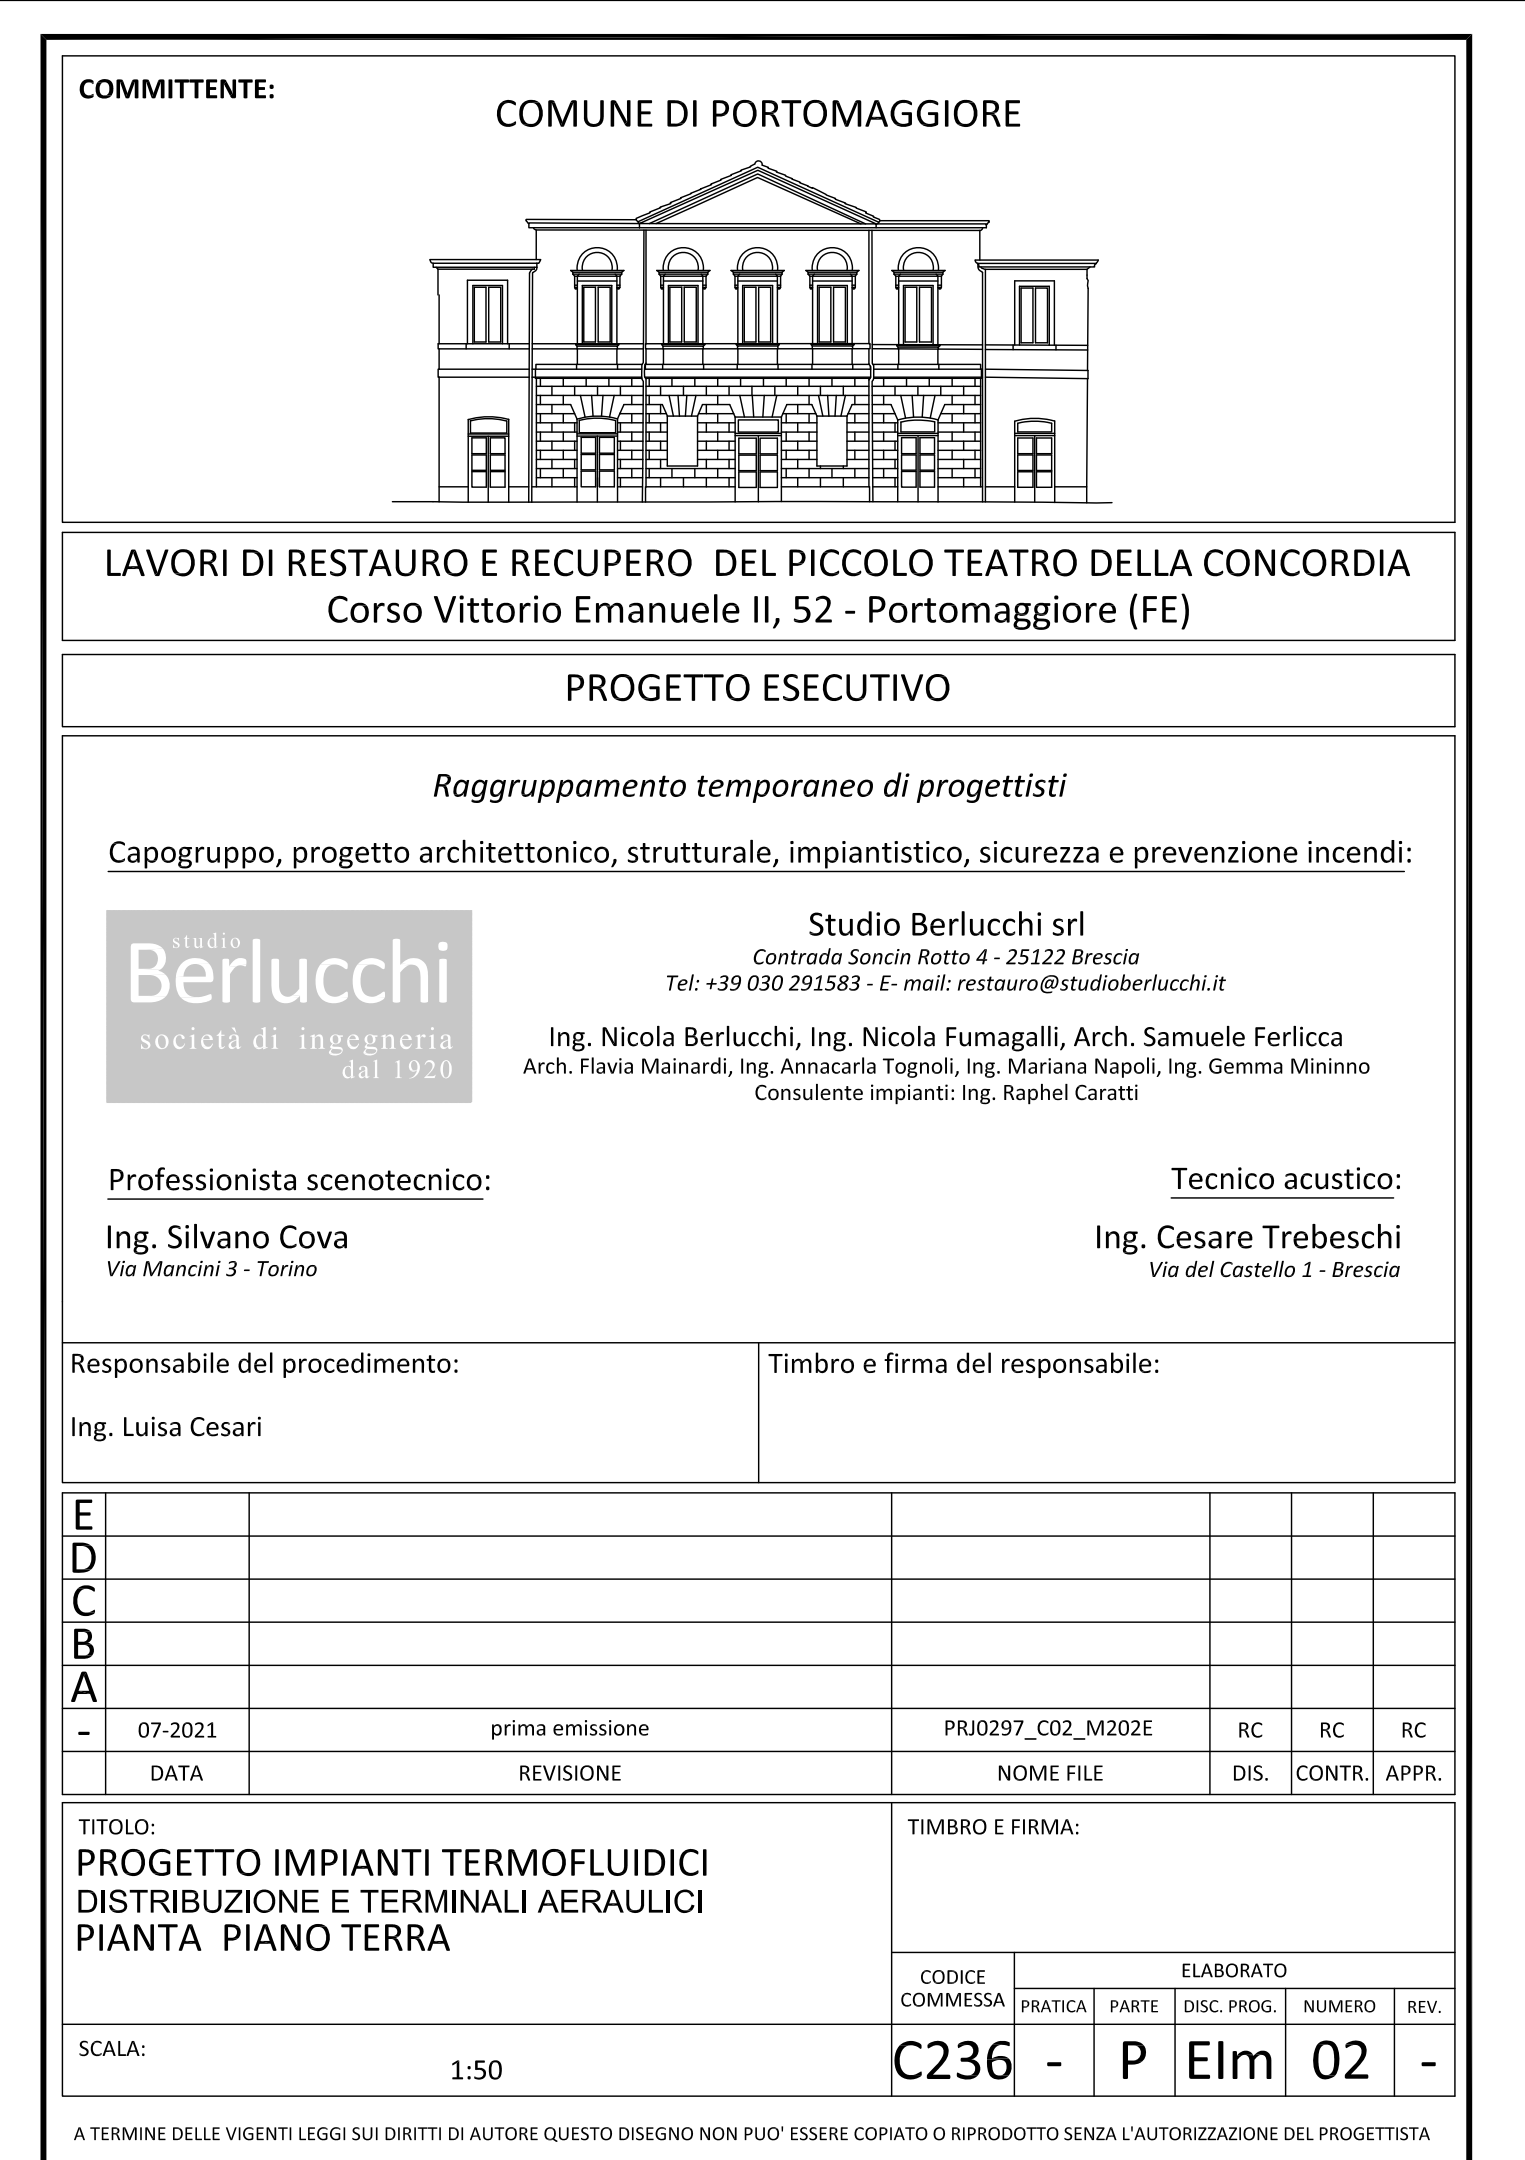 COMMITTENTE:
COMUNE DI PORTOMAGGIORE
LAVORI DI RESTAURO E RECUPERO DEL PICCOLO TEATRO DELLA CONCORDIA
Corso Vittorio Emanuele II, 52 - Portomaggiore (FE)
PROGETTO ESECUTIVO
Raggruppamento temporaneo di progettisti
Capogruppo, progetto architettonico, strutturale, impiantistico, sicurezza e prevenzione incendi:
studio
Berlucchi
società di ingegneria
dal 1920
Studio Berlucchi srl
Contrada Soncin Rotto 4 - 25122 Brescia
Tel: +39 030 291583 - E- mail: restauro@studioberlucchi.it
Ing. Nicola Berlucchi, Ing. Nicola Fumagalli, Arch. Samuele Ferlicca
Arch. Flavia Mainardi, Ing. Annacarla Tognoli, Ing. Mariana Napoli, Ing. Gemma Mininno
Consulente impianti: Ing. Raphel Caratti
Professionista scenotecnico:
Ing. Silvano Cova
Via Mancini 3 - Torino
Tecnico acustico:
Ing. Cesare Trebeschi
Via del Castello 1 - Brescia
Responsabile del procedimento:
Ing. Luisa Cesari
Timbro e firma del responsabile:
E
D
C
B
A
- 07-2021 prima emissione PRJ0297_C02_M202E RC RC RC
DATA REVISIONE NOME FILE DIS. CONTR. APPR.
TITOLO:
PROGETTO IMPIANTI TERMOFLUIDICI
DISTRIBUZIONE E TERMINALI AERAULICI
PIANTA PIANO TERRA
TIMBRO E FIRMA:
CODICE
COMMESSA
ELABORATO
PRATICA PARTE DISC. PROG. NUMERO REV.
SCALA:
1:50
C236 - P EIm 02 -
A TERMINE DELLE VIGENTI LEGGI SUI DIRITTI DI AUTORE QUESTO DISEGNO NON PUO' ESSERE COPIATO O RIPRODOTTO SENZA L'AUTORIZZAZIONE DEL PROGETTISTA